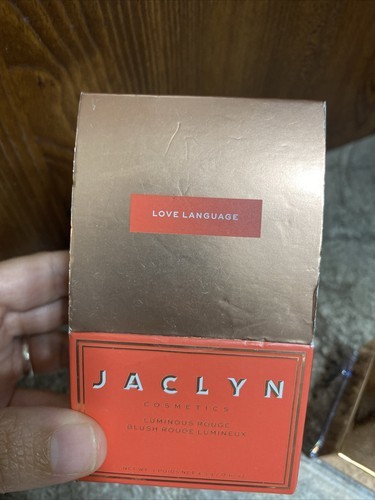 LOVE LANGUAGE
JACLYN
COSMETICS
LUMINOUS ROUGE
BLUSH ROUGE LUMINEUX